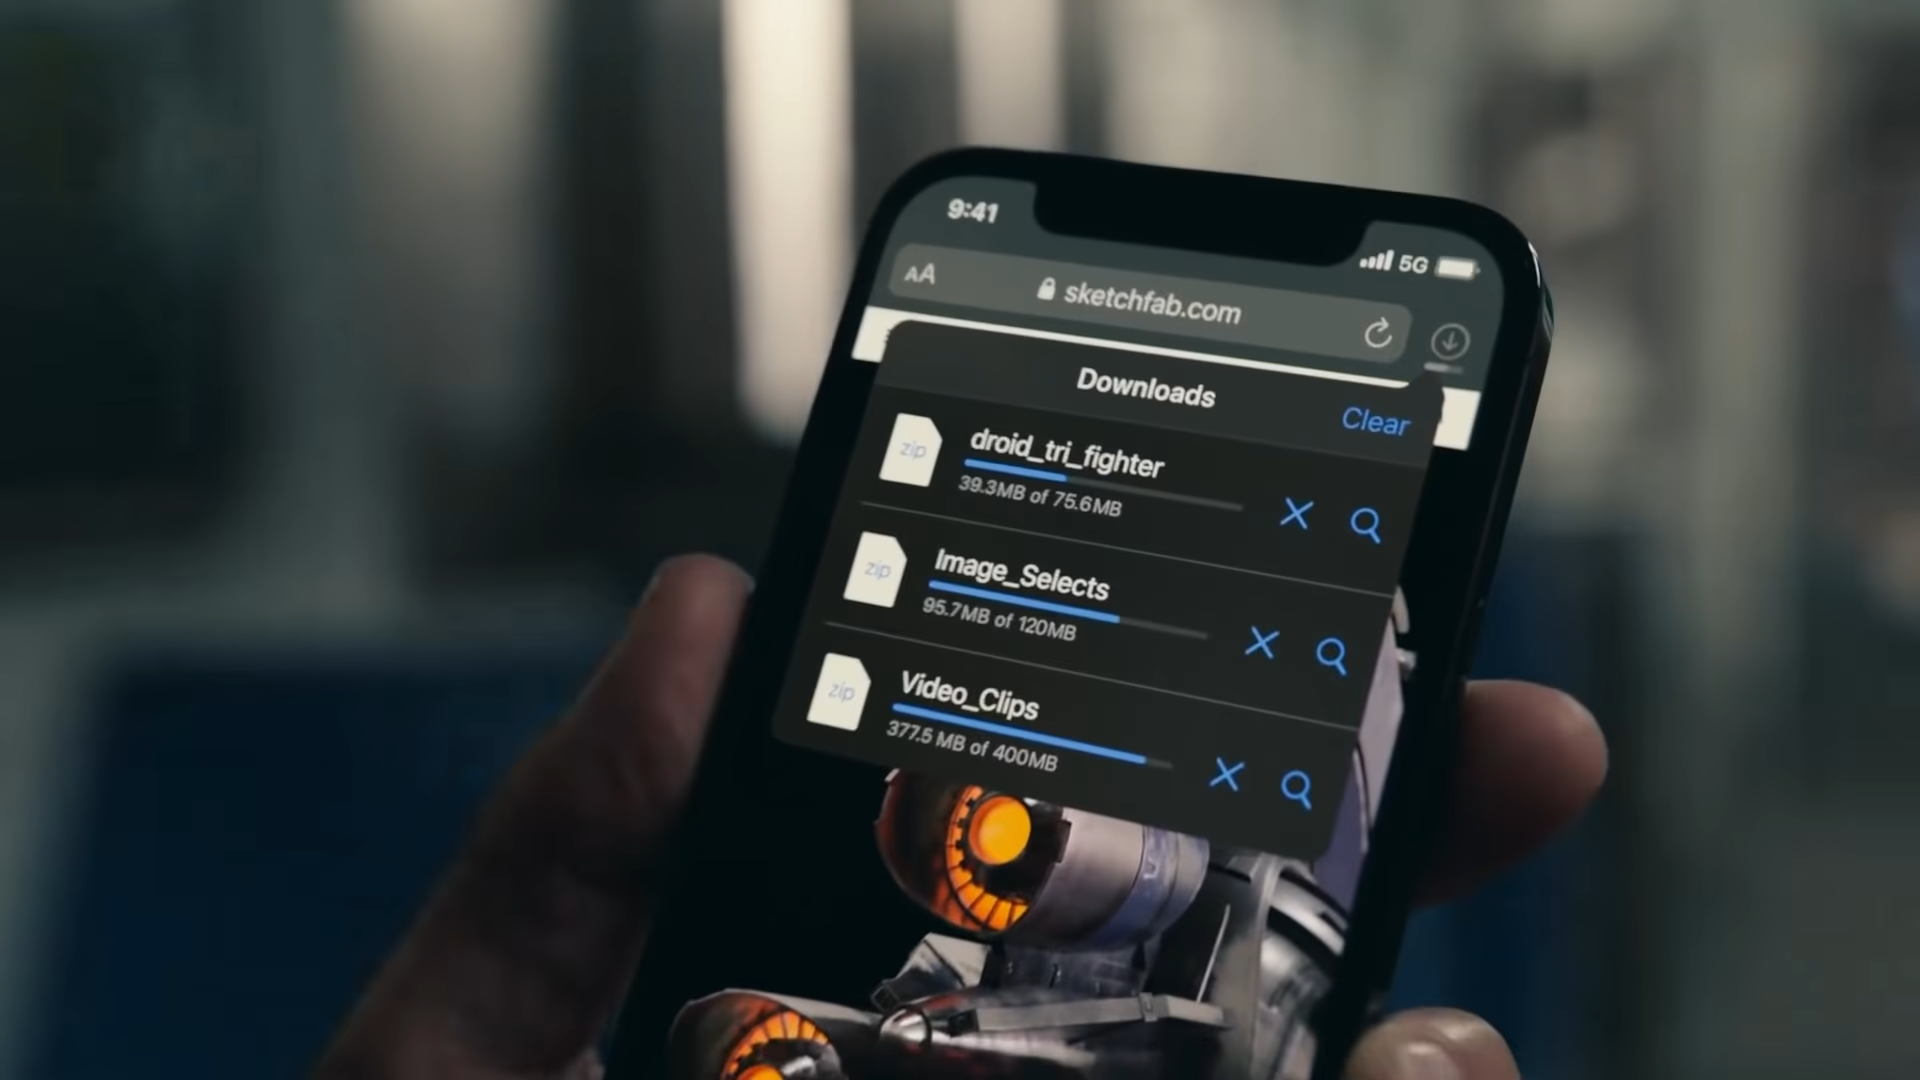 9:41
5G
AA
sketchfab.com
Downloads
Clear
zip
droid_tri_fighter
39.3MB of 75.6MB
zip
Image_Selects
95.7MB of 120MB
zip
Video_Clips
377.5 MB of 400MB